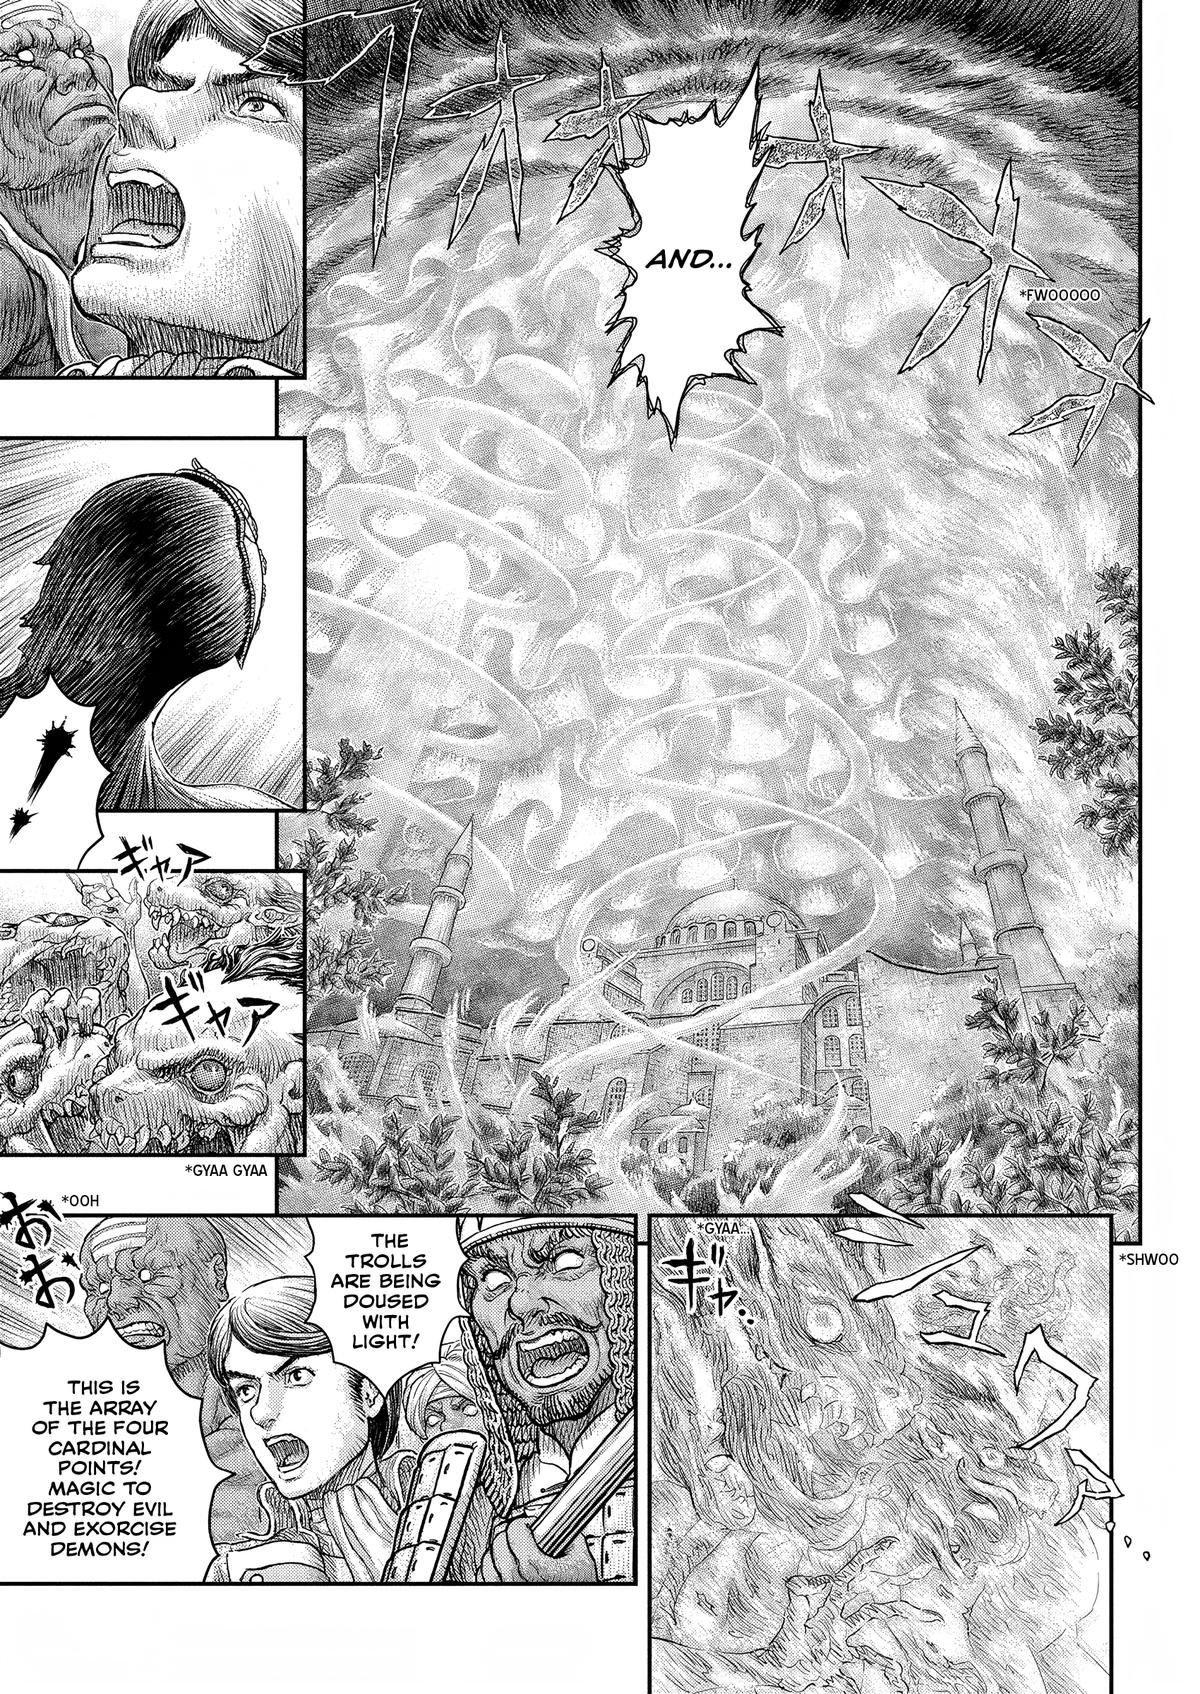 AND...
*FWOOOOO
ギャーア
ギャア
*GYAA GYAA
*SHWOO
*GYAA...
ギャ..
THE
TROLLS
ARE BEING
DOUSED
WITH
LIGHT!
*OOH
おお
THIS IS
THE ARRAY
OF THE FOUR
CARDINAL
POINTS!
MAGIC TO
DESTROY EVIL
AND EXORCISE
DEMONS!